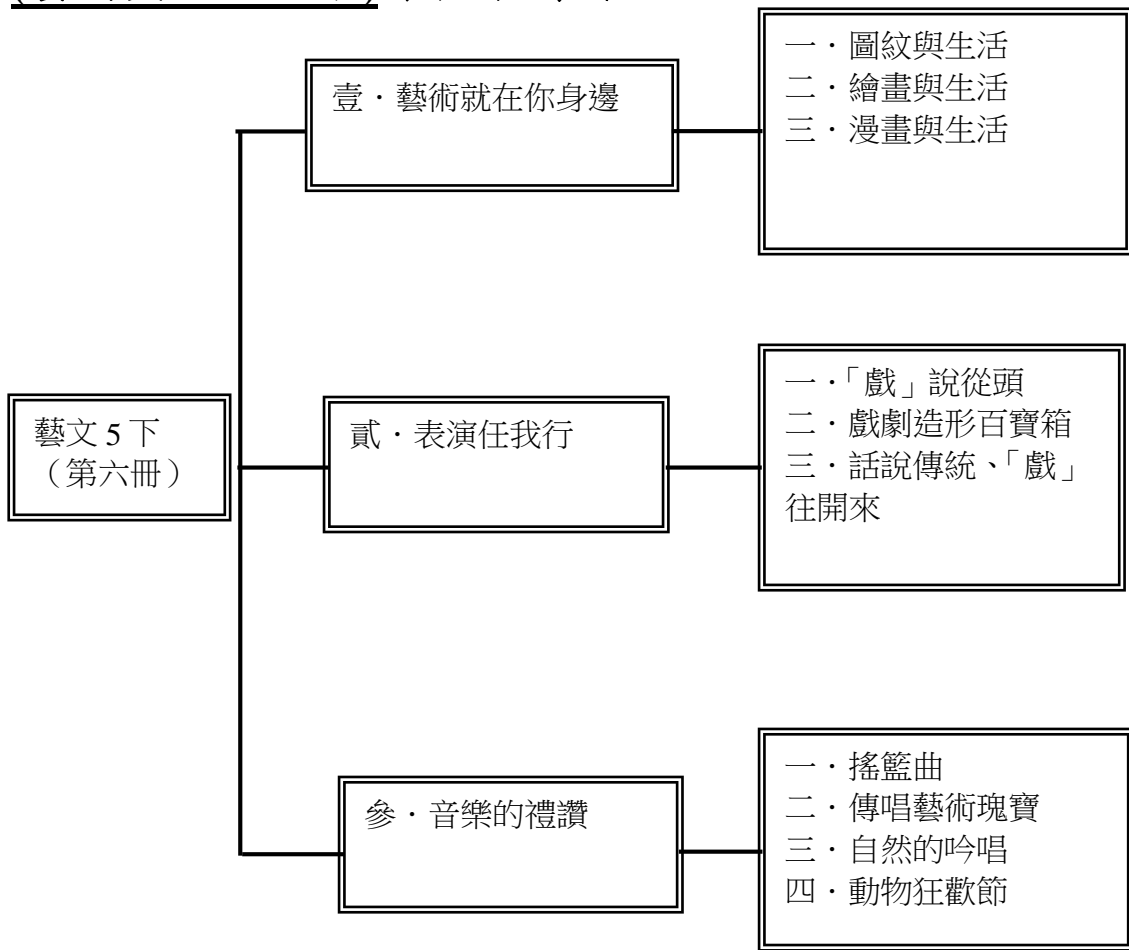 壹．藝術就在你身邊
一．圖紋與生活
二．繪畫與生活
三．漫畫與生活
藝文 5 下
（第六冊）
貳．表演任我行
一．「戲」說從頭
二．戲劇造形百寶箱
三．話說傳統、「戲」
往開來
參．音樂的禮讚
一．搖籃曲
二．傳唱藝術瑰寶
三．自然的吟唱
四．動物狂歡節